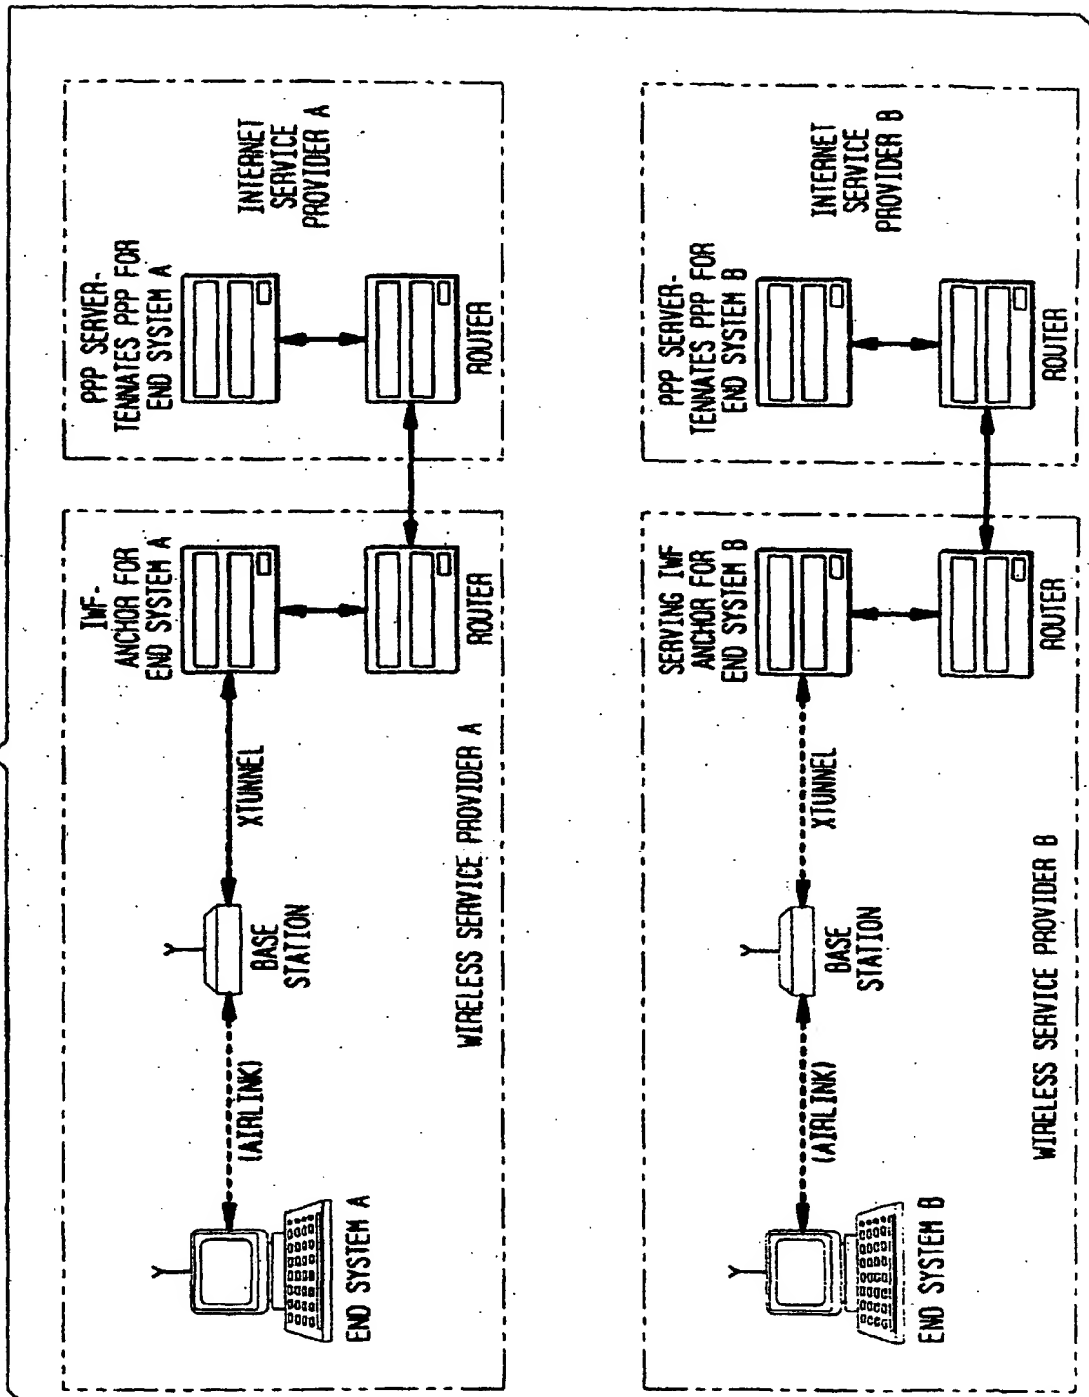 IWF-
ANCHOR FOR
END SYSTEM A
PPP SERVER-
TENNATES PPP FOR
END SYSTEM A
INTERNET
SERVICE
PROVIDER A
(AIRLINK)
XTUNNEL
END SYSTEM A
BASE
STATION
ROUTER
ROUTER
WIRELESS SERVICE PROVIDER A
SERVING IWF
ANCHOR FOR
END SYSTEM B
PPP SERVER-
TENNATES PPP FOR
END SYSTEM B
INTERNET
SERVICE
PROVIDER B
(AIRLINK)
XTUNNEL
END SYSTEM B
BASE
STATION
ROUTER
ROUTER
WIRELESS SERVICE PROVIDER B